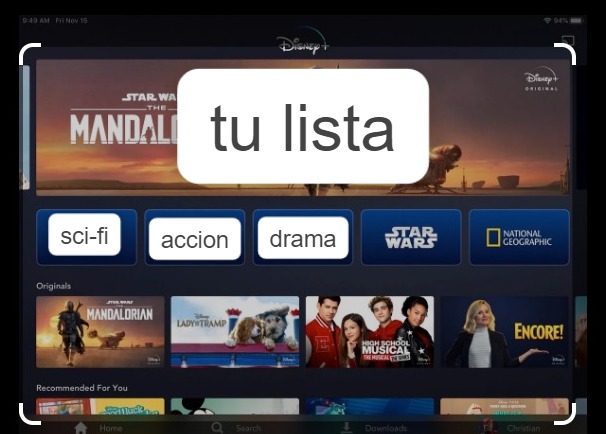 9:49 AM Fri Nov 15
94%
Disney+
STAR WA
THE
MANDAL
tu lista
Disney+
ORIGINAL
sci-fi
accion
drama
STAR WARS
NATIONAL GEOGRAPHIC
Originals
STAR WARS
THE
MANDALORIAN
Disney
LADY AND THE TRAMP
HIGH SCHOOL
MUSICAL
THE MUSICAL
THE SERIES
ENCORE!
Recommended For You
Home
Search
Downloads
Christian